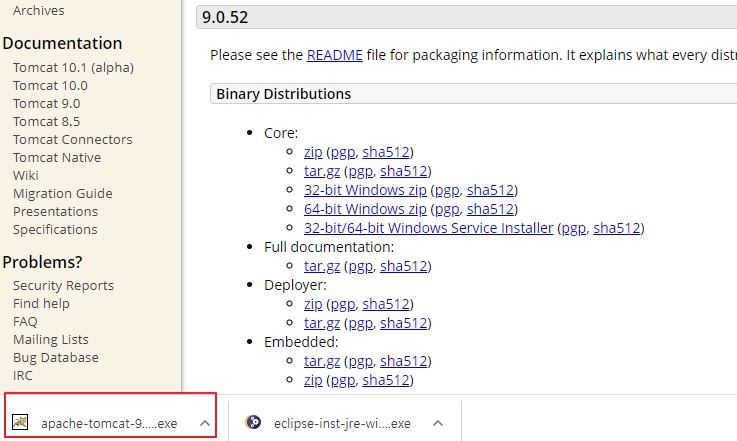 Archives
Documentation
Tomcat 10.1 (alpha)
Tomcat 10.0
Tomcat 9.0
Tomcat 8.5
Tomcat Connectors
Tomcat Native
Wiki
Migration Guide
Presentations
Specifications
Problems?
Security Reports
Find help
FAQ
Mailing Lists
Bug Database
IRC
9.0.52
Please see the README file for packaging information. It explains what every distr
Binary Distributions
Core:
zip (pgp, sha512)
tar.gz (pgp, sha512)
32-bit Windows zip (pgp, sha512)
64-bit Windows zip (pgp, sha512)
32-bit/64-bit Windows Service Installer (pgp, sha512)
Full documentation:
tar.gz (pgp, sha512)
Deployer:
zip (pgp, sha512)
tar.gz (pgp, sha512)
Embedded:
tar.gz (pgp, sha512)
zip (pgp, sha512)
apache-tomcat-9.....exe
eclipse-inst-jre-wi....exe